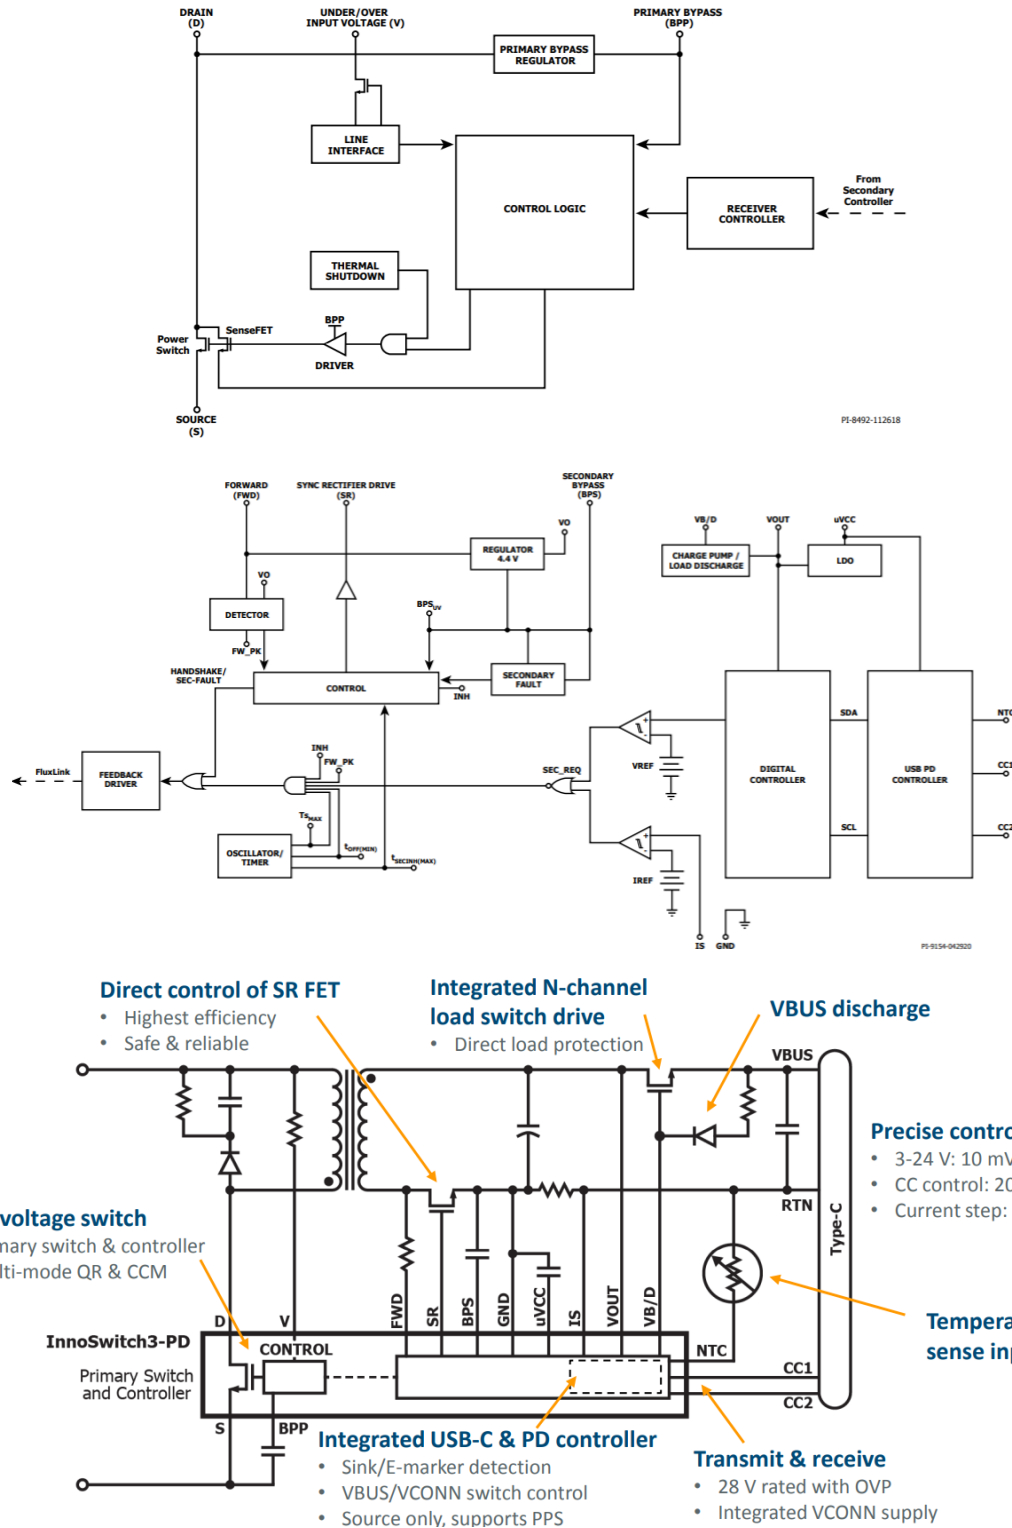 DRAIN
(D)
UNDER/OVER
INPUT VOLTAGE (V)
PRIMARY BYPASS
(BPP)
PRIMARY BYPASS
REGULATOR
LINE
INTERFACE
CONTROL LOGIC
From
Secondary
Controller
RECEIVER
CONTROLLER
THERMAL
SHUTDOWN
BPP
SenseFET
Power
Switch
DRIVER
SOURCE
(S)
PI-8492-112618
FORWARD
(FWD)
SYNC RECTIFIER DRIVE
(SR)
SECONDARY
BYPASS
(BPS)
VO
VB/D
VOUT
uVCC
REGULATOR
4.4 V
CHARGE PUMP /
LOAD DISCHARGE
LDO
VO
DETECTOR
BPSUV
FW_PK
HANDSHAKE/
SEC-FAULT
CONTROL
INH
SECONDARY
FAULT
SDA
NTC
INH
FW_PK
FluxLink
FEEDBACK
DRIVER
SEC_REQ
VREF
DIGITAL
CONTROLLER
USB PD
CONTROLLER
CC1
TsMAX
OSCILLATOR/
TIMER
tOFF(MIN)
tSECINH(MAX)
SCL
CC2
IREF
IS
GND
PI-9154-042920
Direct control of SR FET
• Highest efficiency
• Safe & reliable
Integrated N-channel
load switch drive
• Direct load protection
VBUS discharge
VBUS
Precise contro
• 3-24 V: 10 mV
• CC control: 20
• Current step:
RTN
Type-C
voltage switch
mary switch & controller
lti-mode QR & CCM
FWD
SR
BPS
GND
uVCC
IS
VOUT
VB/D
D
V
InnoSwitch3-PD
CONTROL
NTC
Tempera
sense inp
Primary Switch
and Controller
CC1
CC2
S
BPP
Integrated USB-C & PD controller
• Sink/E-marker detection
• VBUS/VCONN switch control
• Source only, supports PPS
Transmit & receive
• 28 V rated with OVP
• Integrated VCONN supply